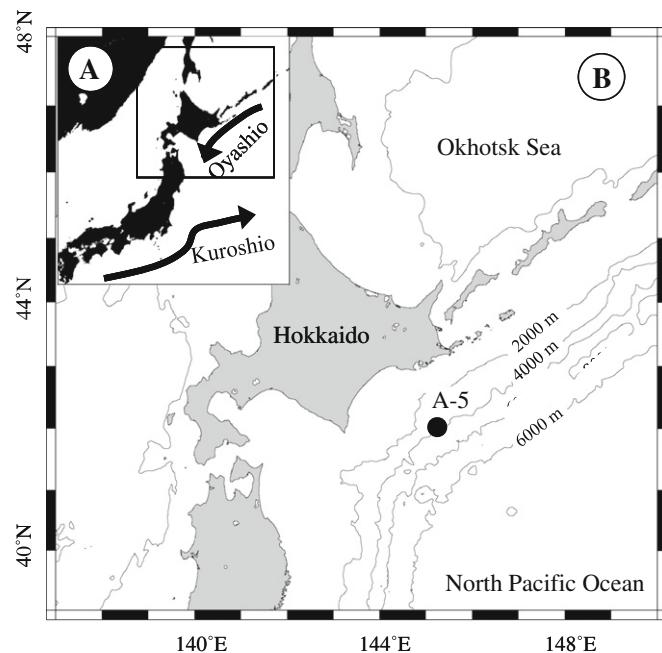 48°N
A
B
Oyashio
Okhotsk Sea
Kuroshio
44°N
Hokkaido
2000 m
4000 m
A-5
6000 m
40°N
North Pacific Ocean
140°E
144°E
148°E